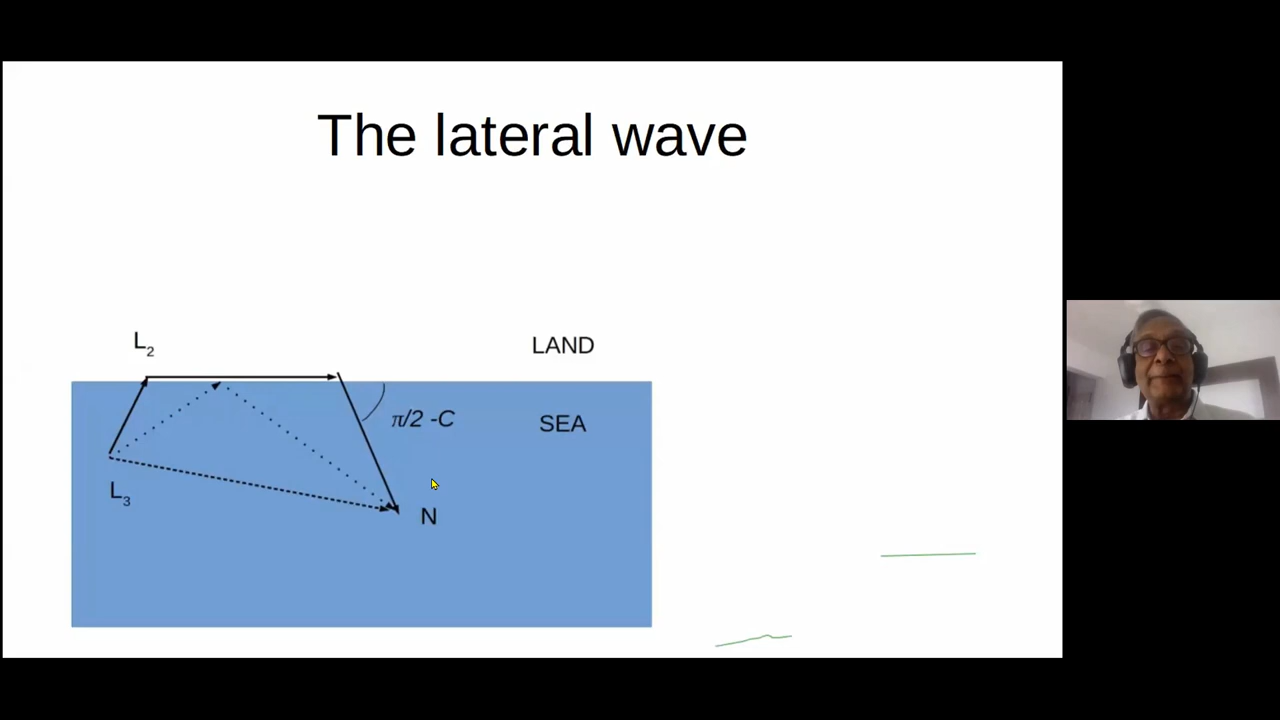 The lateral wave
L₂
LAND
π/2 -C
SEA
L₃
N